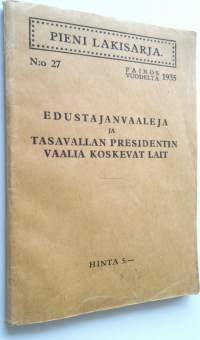 PIENI LAKISARJA.
N:o 27
PAINOS VUODELTA 1935
EDUSTAJANVAALEJA
JA
TASAVALLAN PRESIDENTIN
VAALIA KOSKEVAT LAIT
HINTA 5:—